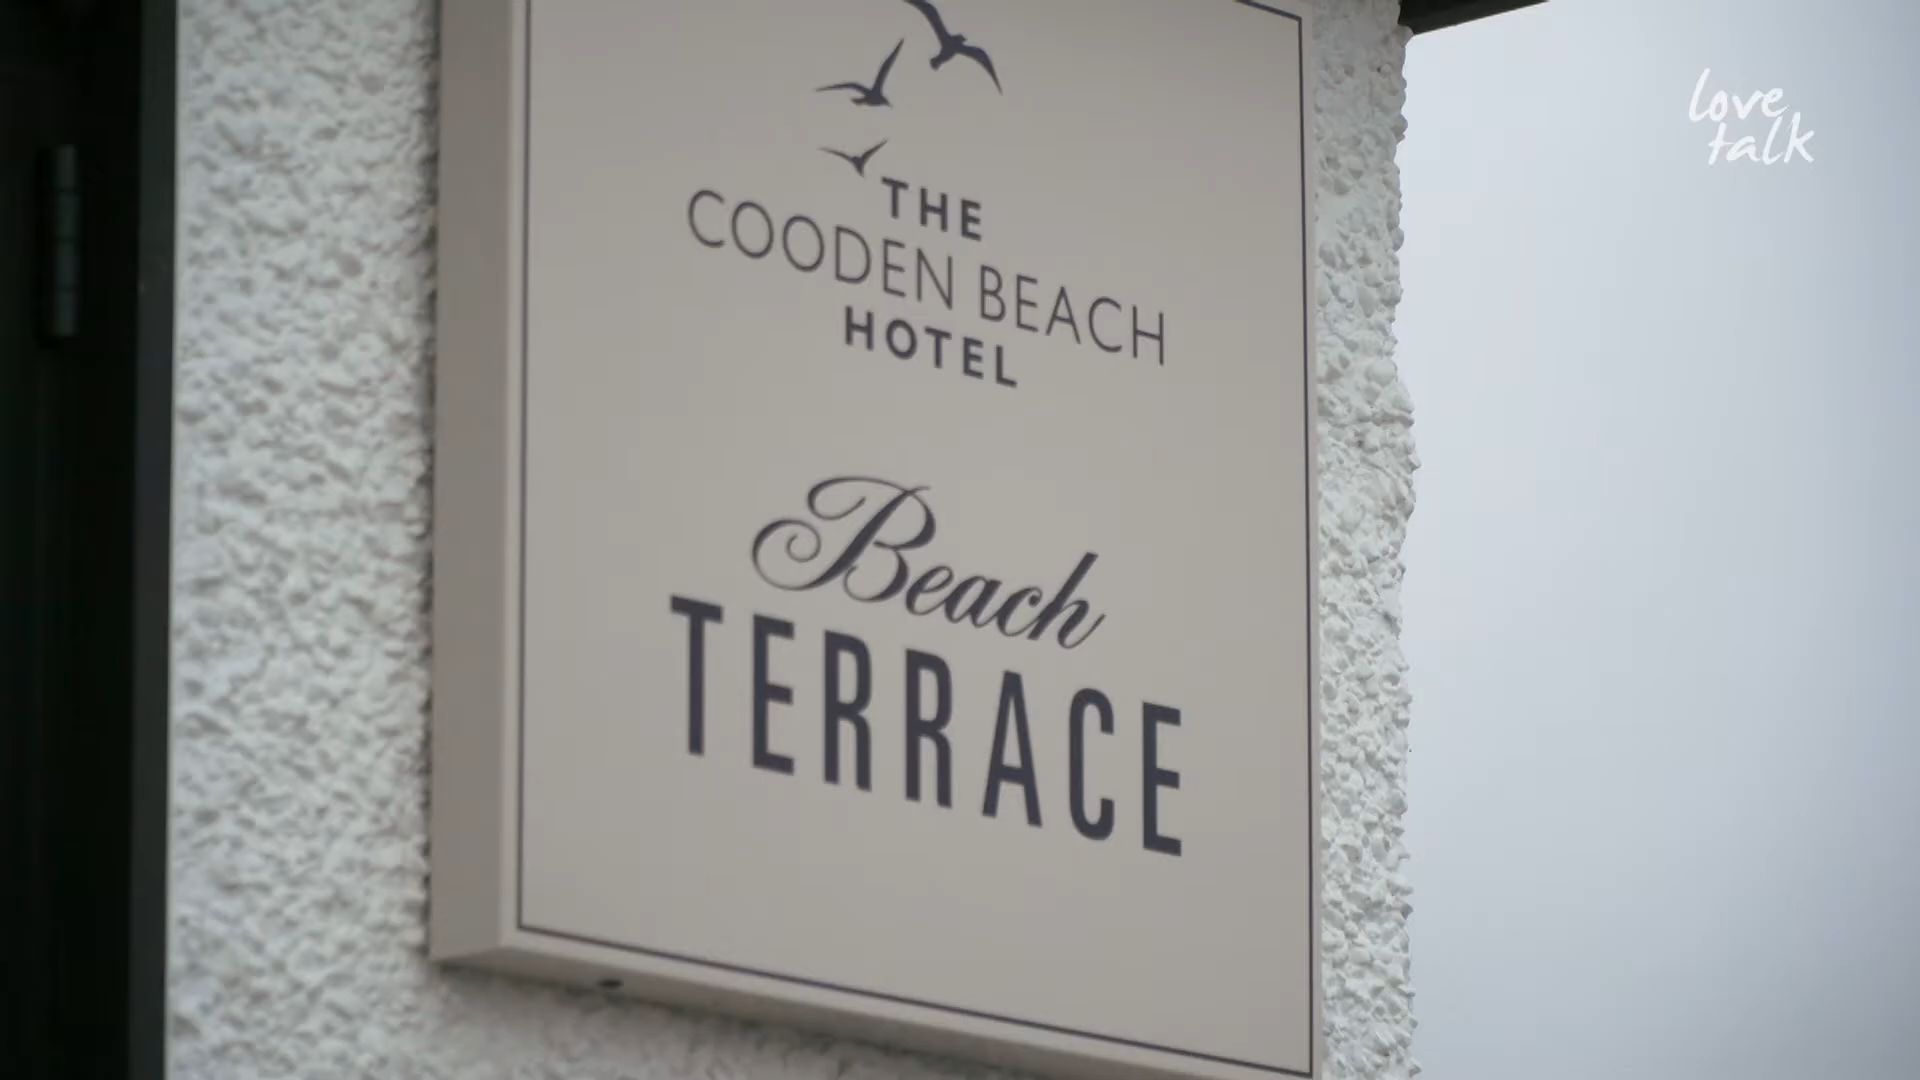 THE
COODEN BEACH
HOTEL
Beach
TERRACE
love
talk